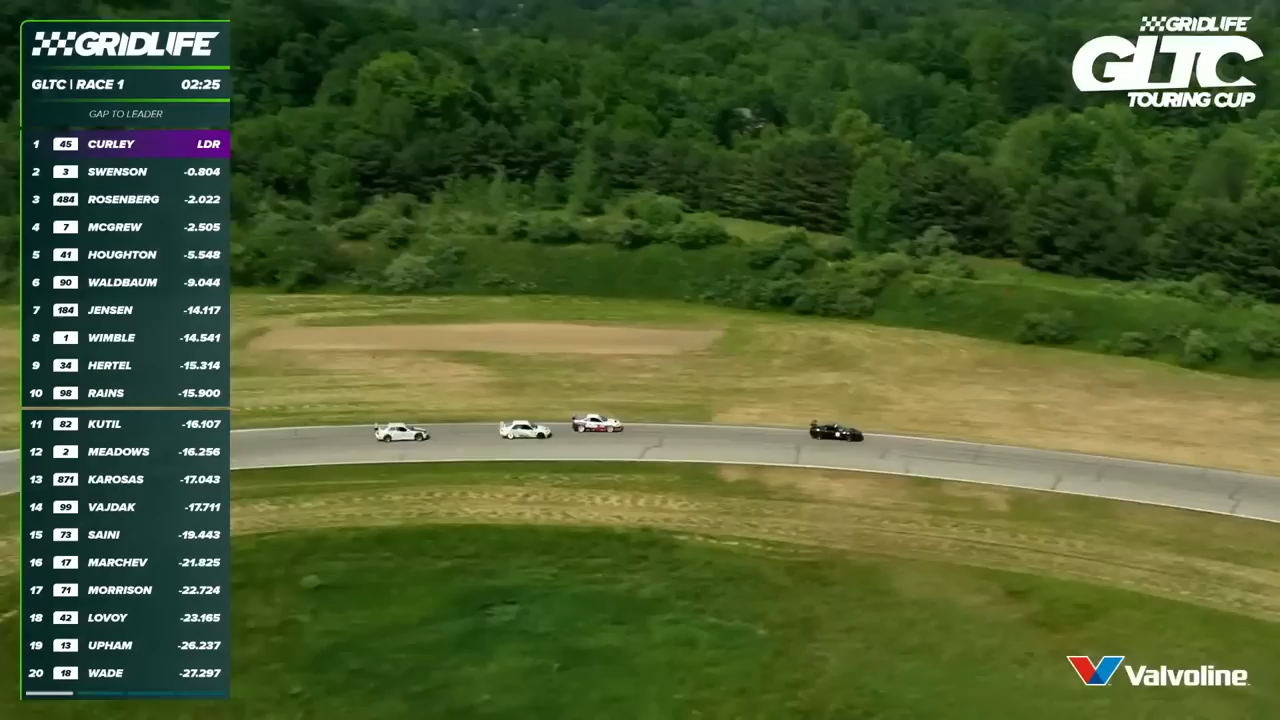 GRIDLIFE
GLTC | RACE 1 02:25
GAP TO LEADER
1 45 CURLEY LDR
2 3 SWENSON -0.804
3 484 ROSENBERG -2.022
4 7 MCGREW -2.505
5 41 HOUGHTON -5.548
6 90 WALDBAUM -9.044
7 184 JENSEN -14.117
8 1 WIMBLE -14.541
9 34 HERTEL -15.314
10 98 RAINS -15.900
11 82 KUTIL -16.107
12 2 MEADOWS -16.256
13 871 KAROSAS -17.043
14 99 VAJDAK -17.711
15 73 SAINI -19.443
16 17 MARCHEV -21.825
17 71 MORRISON -22.724
18 42 LOVOY -23.165
19 13 UPHAM -26.237
20 18 WADE -27.297
GRIDLIFE
GLTC
TOURING CUP
Valvoline